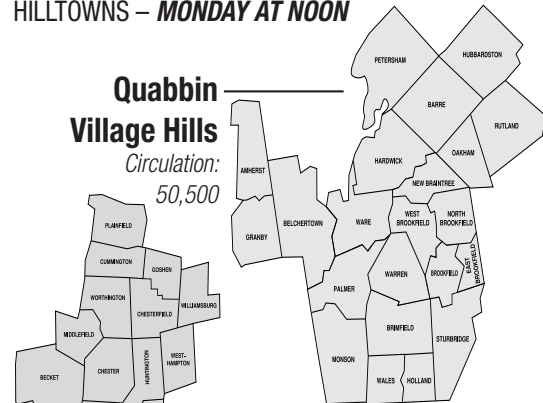 HILLTOWNS – MONDAY AT NOON
Quabbin
Village Hills
Circulation:
50,500
PETERSHAM
HUBBARDSTON
BARRE
RUTLAND
OAKHAM
HARDWICK
NEW BRAINTREE
AMHERST
BELCHERTOWN
GRANBY
WARE
WEST
BROOKFIELD
NORTH
BROOKFIELD
EAST
BROOKFIELD
BROOKFIELD
WARREN
PALMER
BRIMFIELD
STURBRIDGE
MONSON
WALES
HOLLAND
PLAINFIELD
CUMMINGTON
GOSHEN
WORTHINGTON
CHESTERFIELD
WILLIAMSBURG
MIDDLEFIELD
CHESTER
HUNTINGTON
WEST-
HAMPTON
BECKET